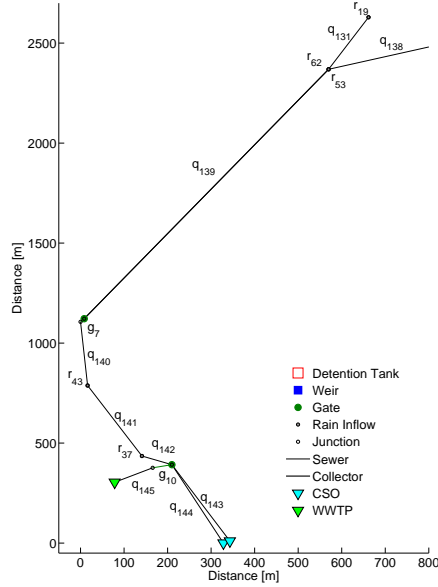 r19
q131
r62
q138
r53
2500
2000
q139
1500
Distance [m]
g7
1000
q140
r43
q141
500
r37
q142
g10
q145
q144
q143
0
0 100 200 300 400 500 600 700 800
Distance [m]
Detention Tank
Weir
Gate
Rain Inflow
Junction
Sewer
Collector
CSO
WWTP